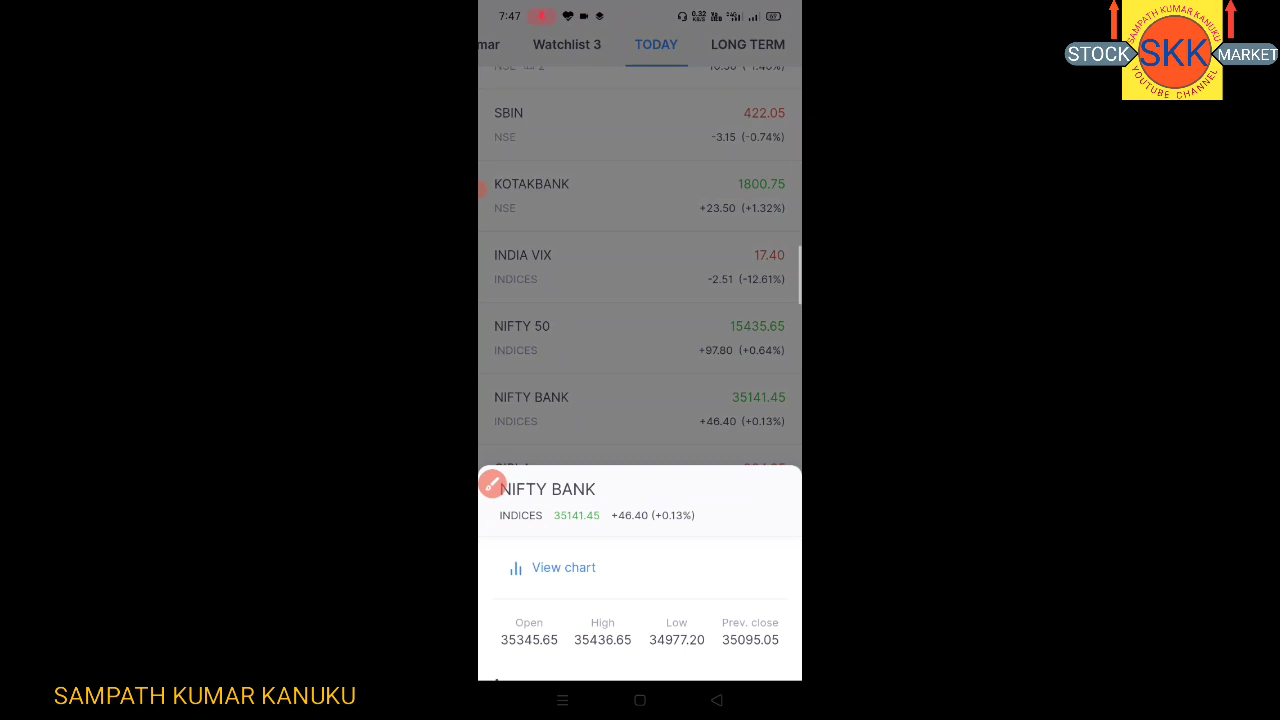 7:47
0.32
KB/S
mar
Watchlist 3
TODAY
LONG TERM
SBIN
422.05
NSE
-3.15 (-0.74%)
KOTAKBANK
1800.75
NSE
+23.50 (+1.32%)
INDIA VIX
17.40
INDICES
-2.51 (-12.61%)
NIFTY 50
15435.65
INDICES
+97.80 (+0.64%)
NIFTY BANK
35141.45
INDICES
+46.40 (+0.13%)
NIFTY BANK
INDICES 35141.45 +46.40 (+0.13%)
View chart
Open High Low Prev. close
35345.65 35436.65 34977.20 35095.05
SAMPATH KUMAR KANUKU
STOCK SKK MARKET
YOUTUBE CHANNEL
SAMPATH KUMAR KANUKU